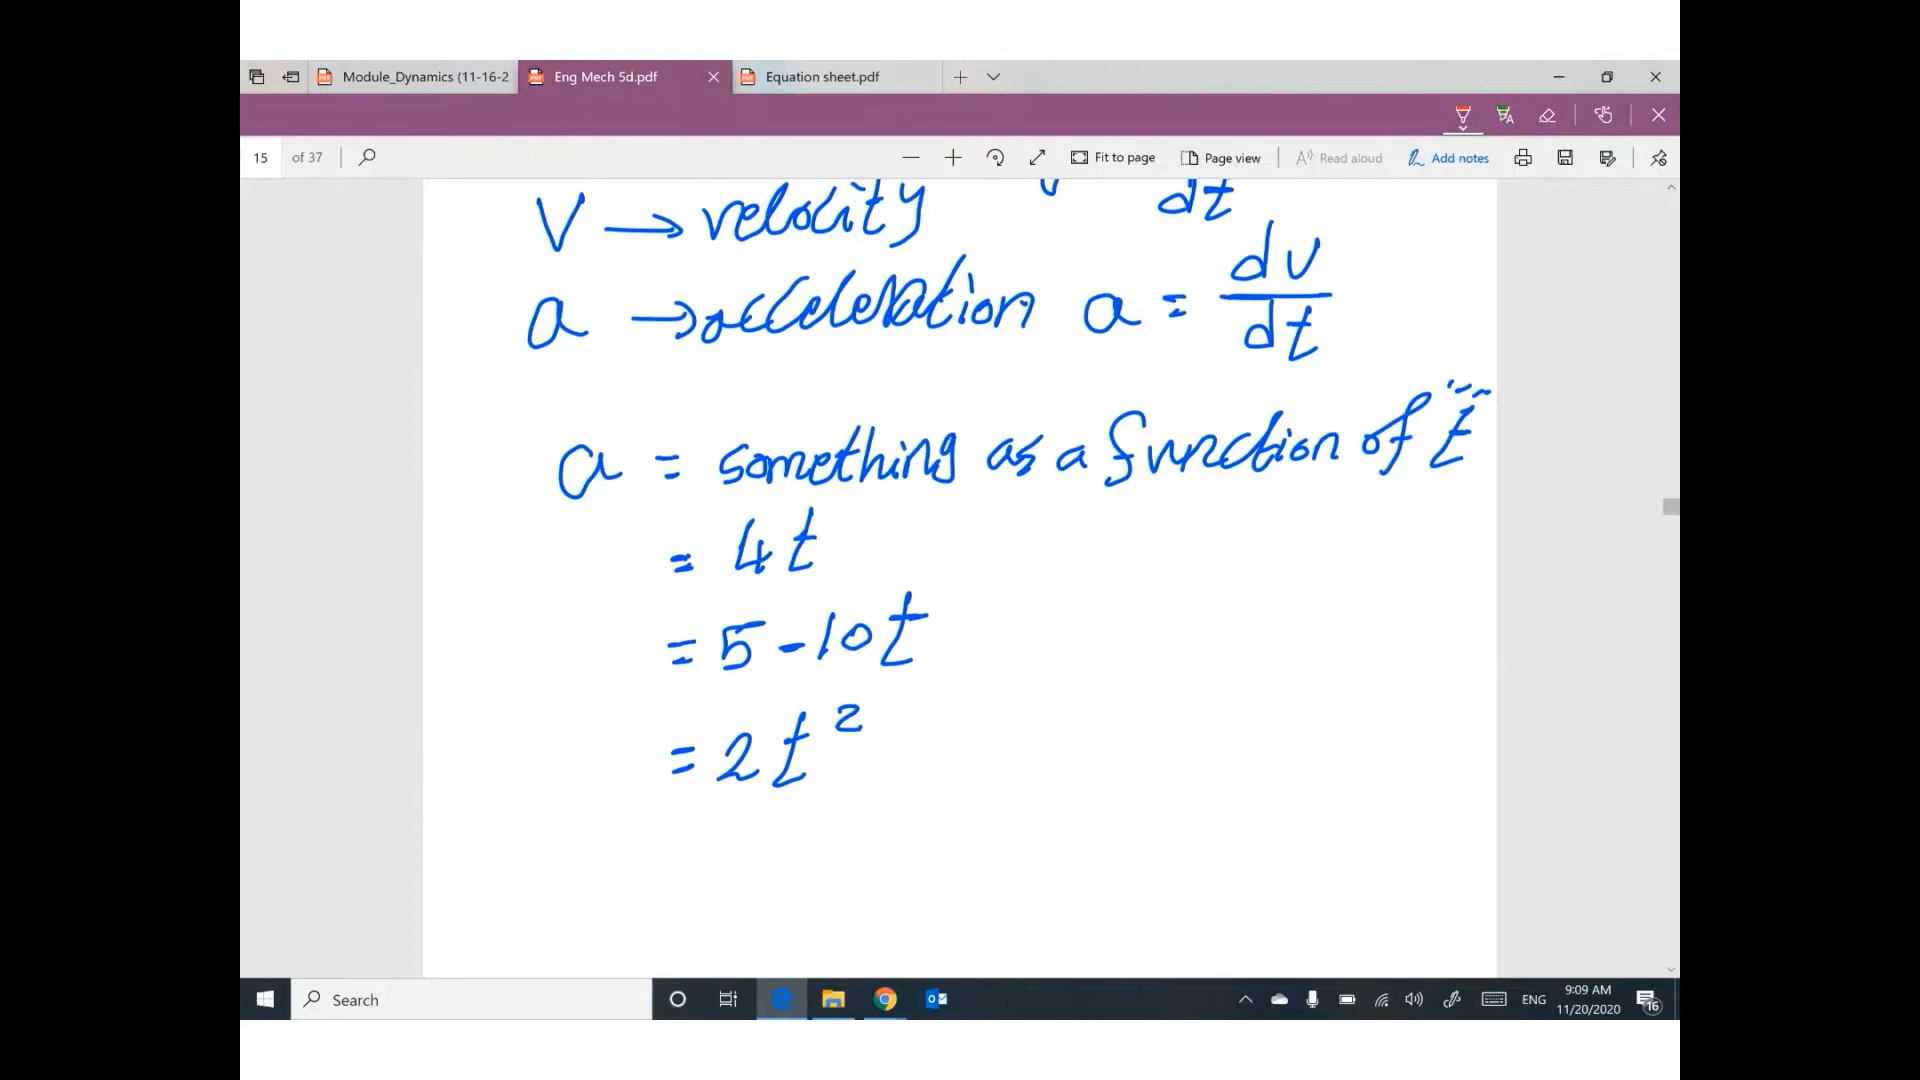 Module_Dynamics (11-16-2
Eng Mech 5d.pdf
Equation sheet.pdf
15 of 37
Fit to page
Page view
Read aloud
Add notes
V → velocity
dt
a → acceleration a = dv/dt
a = something as a function of "t"
= 4t
= 5-10t
= 2t²
Search
ENG
9:09 AM
11/20/2020
16